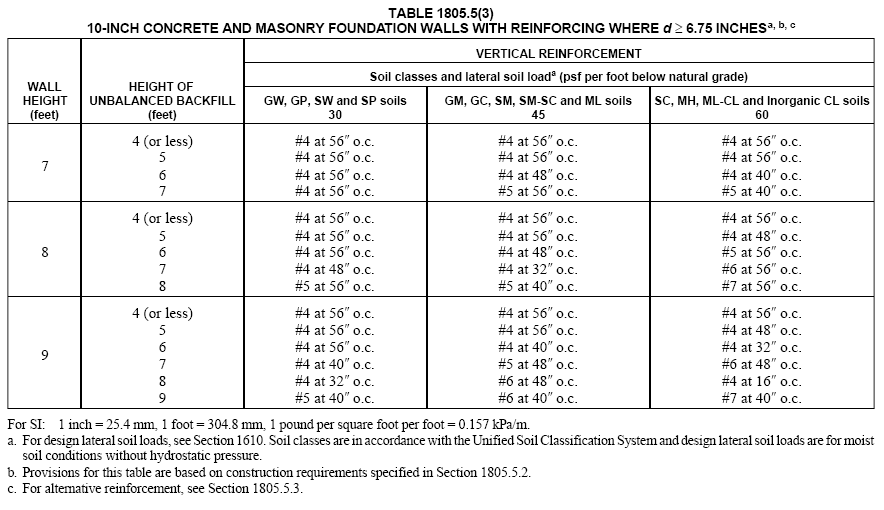 TABLE 1805.5(3)
10-INCH CONCRETE AND MASONRY FOUNDATION WALLS WITH REINFORCING WHERE d ≥ 6.75 INCHESa, b, c
WALL HEIGHT (feet) HEIGHT OF UNBALANCED BACKFILL (feet) VERTICAL REINFORCEMENT
Soil classes and lateral soil loada (psf per foot below natural grade)
GW, GP, SW and SP soils 30 GM, GC, SM, SM-SC and ML soils 45 SC, MH, ML-CL and Inorganic CL soils 60
7
4 (or less) #4 at 56″ o.c. #4 at 56″ o.c. #4 at 56″ o.c.
5 #4 at 56″ o.c. #4 at 56″ o.c. #4 at 56″ o.c.
6 #4 at 56″ o.c. #4 at 48″ o.c. #4 at 40″ o.c.
7 #4 at 56″ o.c. #5 at 56″ o.c. #5 at 40″ o.c.
8
4 (or less) #4 at 56″ o.c. #4 at 56″ o.c. #4 at 56″ o.c.
5 #4 at 56″ o.c. #4 at 56″ o.c. #4 at 48″ o.c.
6 #4 at 56″ o.c. #4 at 48″ o.c. #5 at 56″ o.c.
7 #4 at 48″ o.c. #4 at 32″ o.c. #6 at 56″ o.c.
8 #5 at 56″ o.c. #5 at 40″ o.c. #7 at 56″ o.c.
9
4 (or less) #4 at 56″ o.c. #4 at 56″ o.c. #4 at 56″ o.c.
5 #4 at 56″ o.c. #4 at 56″ o.c. #4 at 48″ o.c.
6 #4 at 56″ o.c. #4 at 40″ o.c. #4 at 32″ o.c.
7 #4 at 40″ o.c. #5 at 48″ o.c. #6 at 48″ o.c.
8 #4 at 32″ o.c. #6 at 48″ o.c. #4 at 16″ o.c.
9 #5 at 40″ o.c. #6 at 40″ o.c. #7 at 40″ o.c.
For SI: 1 inch = 25.4 mm, 1 foot = 304.8 mm, 1 pound per square foot per foot = 0.157 kPa/m.
a. For design lateral soil loads, see Section 1610. Soil classes are in accordance with the Unified Soil Classification System and design lateral soil loads are for moist
soil conditions without hydrostatic pressure.
b. Provisions for this table are based on construction requirements specified in Section 1805.5.2.
c. For alternative reinforcement, see Section 1805.5.3.